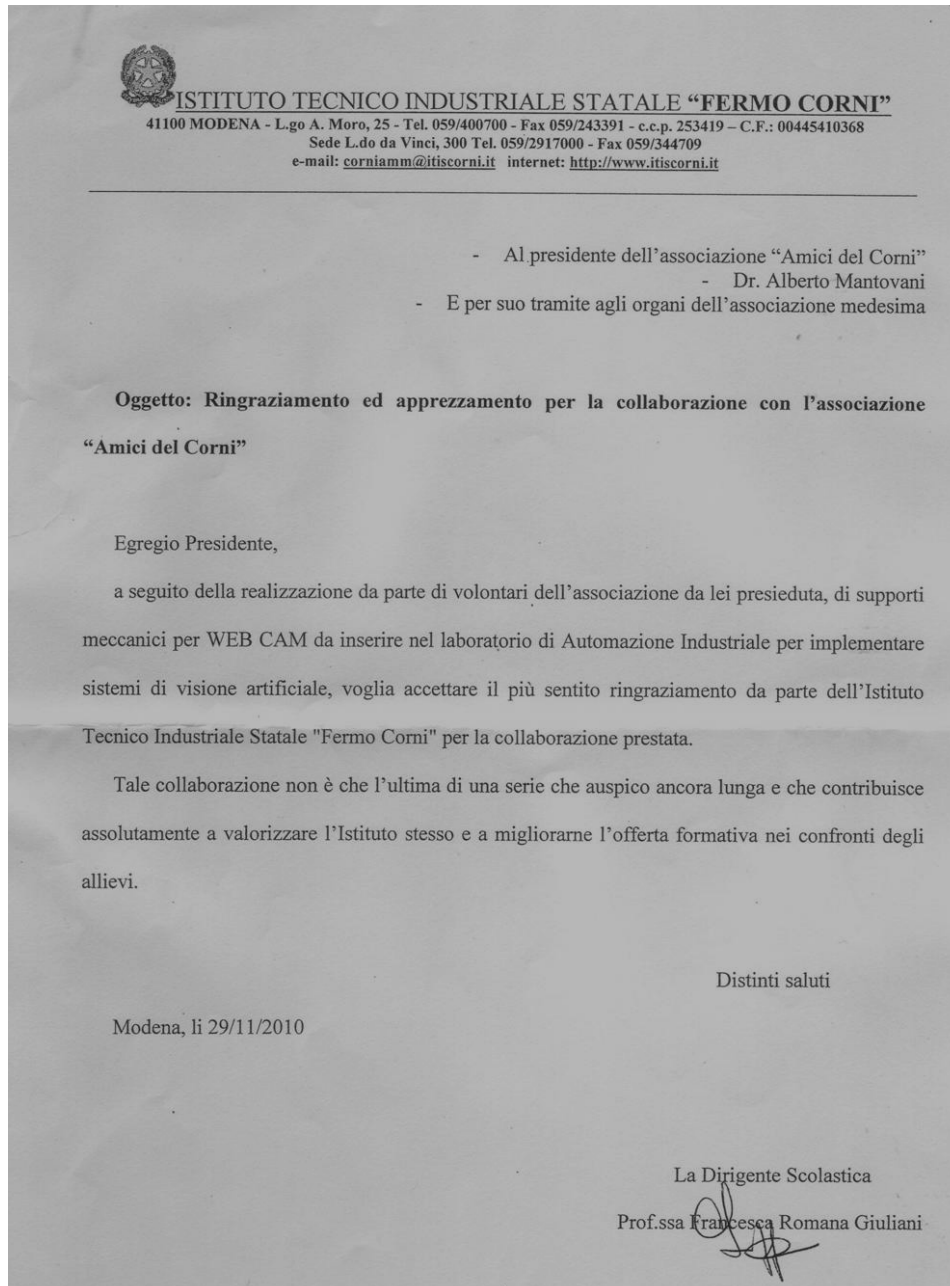 ISTITUTO TECNICO INDUSTRIALE STATALE “FERMO CORNI”
41100 MODENA - L.go A. Moro, 25 - Tel. 059/400700 - Fax 059/243391 - c.c.p. 253419 – C.F.: 00445410368
Sede L.do da Vinci, 300 Tel. 059/2917000 - Fax 059/344709
e-mail: corniamm@itiscorni.it internet: http://www.itiscorni.it
- Al presidente dell’associazione “Amici del Corni”
- Dr. Alberto Mantovani
- E per suo tramite agli organi dell’associazione medesima
Oggetto: Ringraziamento ed apprezzamento per la collaborazione con l’associazione
“Amici del Corni”
Egregio Presidente,
a seguito della realizzazione da parte di volontari dell’associazione da lei presieduta, di supporti
meccanici per WEB CAM da inserire nel laboratorio di Automazione Industriale per implementare
sistemi di visione artificiale, voglia accettare il più sentito ringraziamento da parte dell’Istituto
Tecnico Industriale Statale "Fermo Corni" per la collaborazione prestata.
Tale collaborazione non è che l’ultima di una serie che auspico ancora lunga e che contribuisce
assolutamente a valorizzare l’Istituto stesso e a migliorarne l’offerta formativa nei confronti degli
allievi.
Distinti saluti
Modena, li 29/11/2010
La Dirigente Scolastica
Prof.ssa Francesca Romana Giuliani